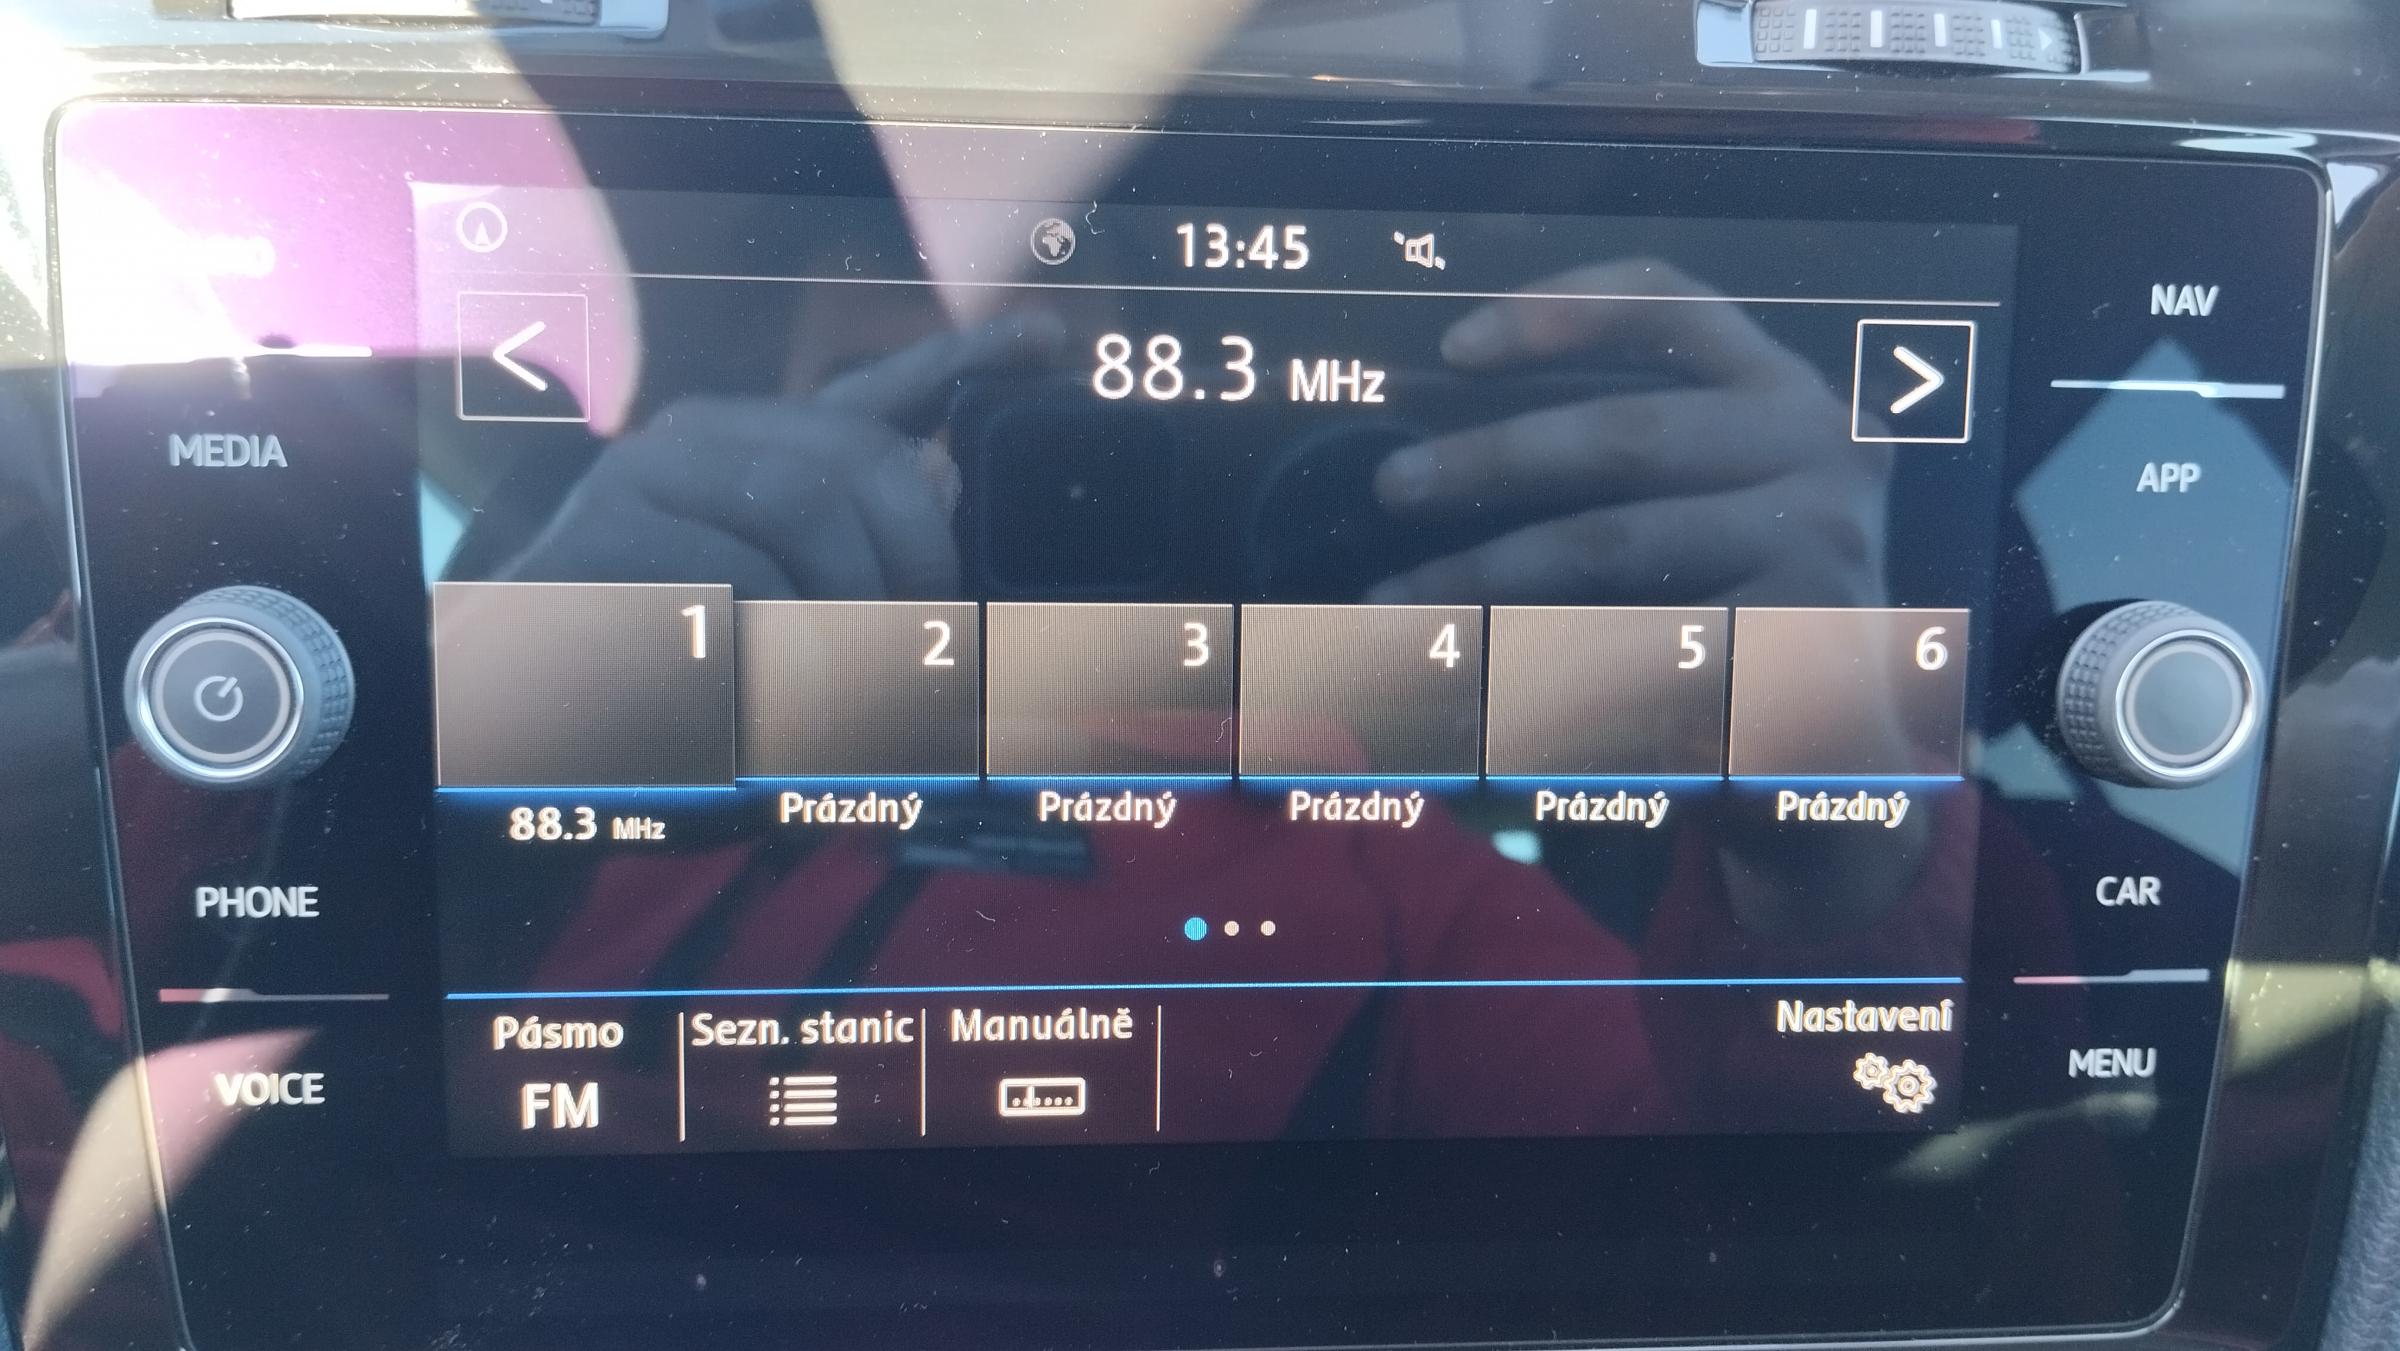 13:45
NAV
88.3 MHz
MEDIA
APP
1
2
3
4
5
6
88.3 MHz
Prázdný
Prázdný
Prázdný
Prázdný
Prázdný
PHONE
CAR
Pásmo
FM
Sezn. stanic
Manuálně
Nastavení
VOICE
MENU